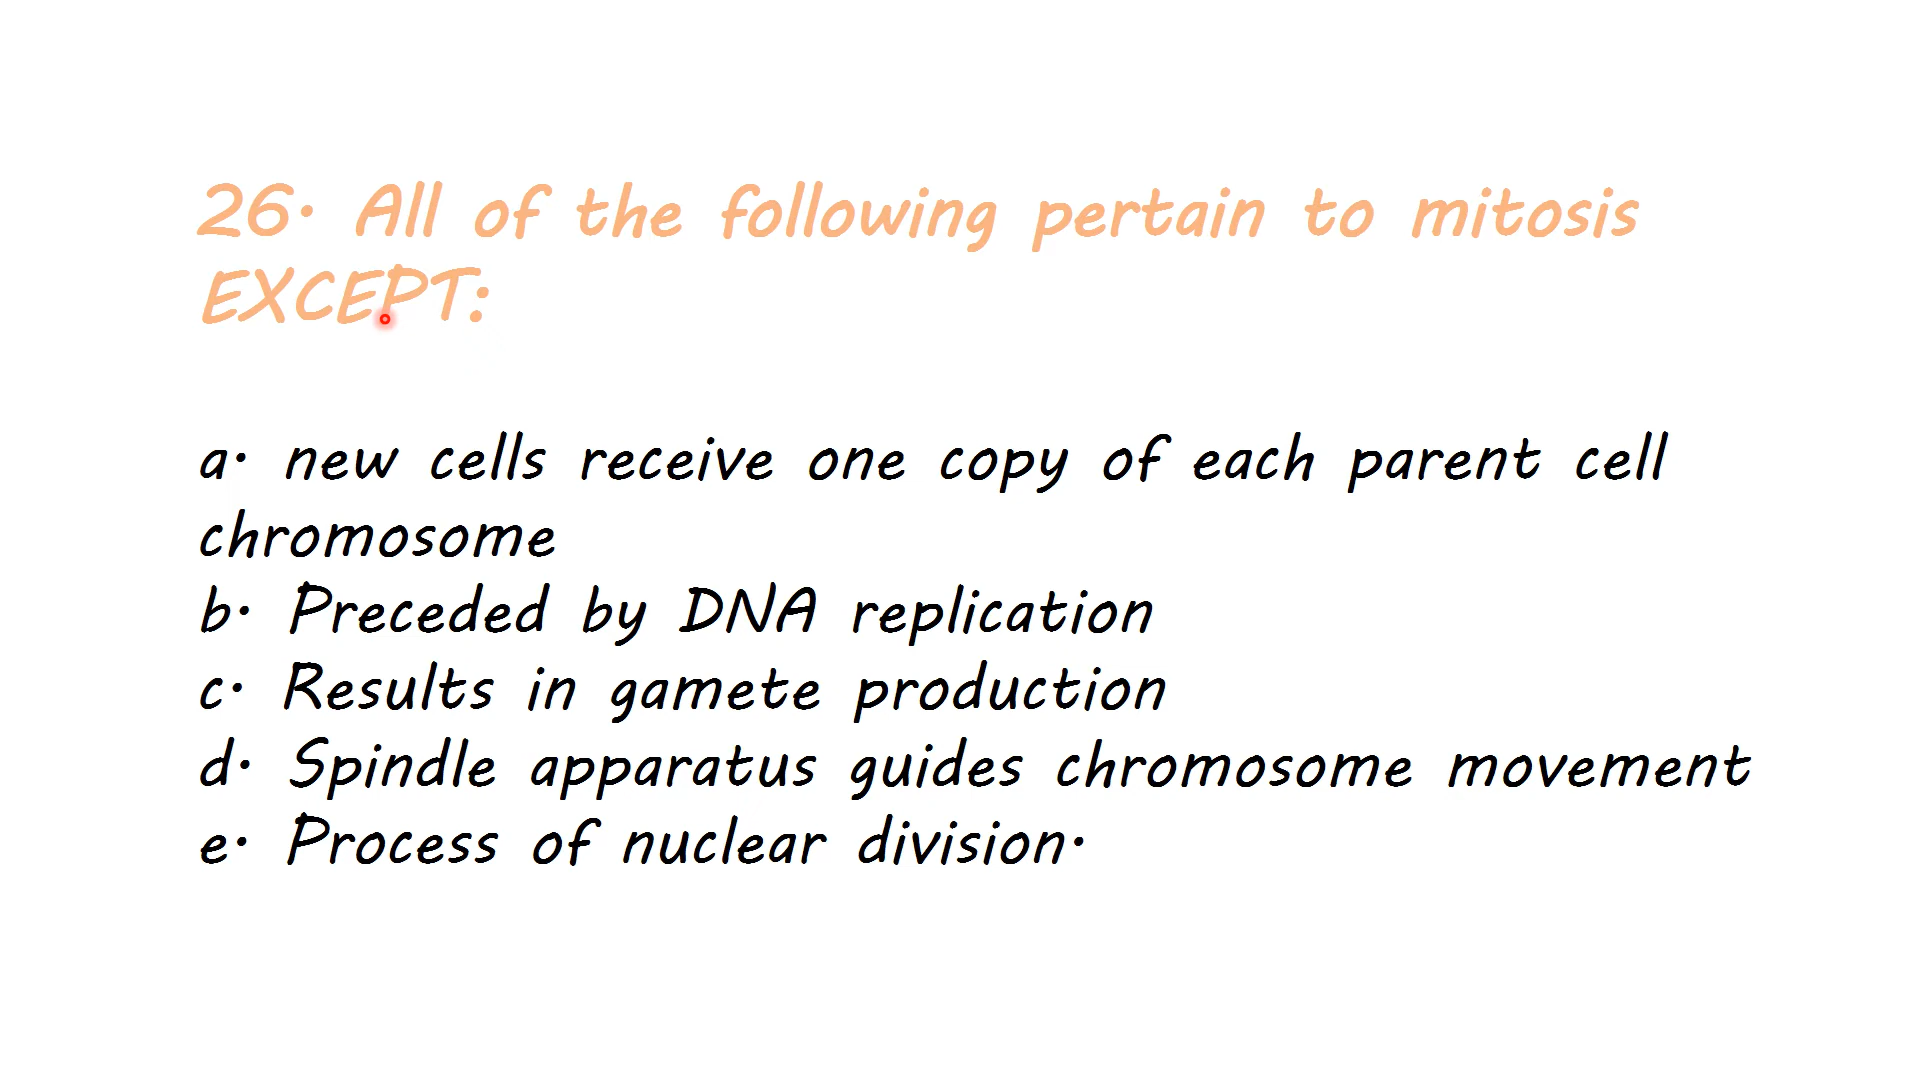 26. All of the following pertain to mitosis
EXCEPT:
a. new cells receive one copy of each parent cell
chromosome
b. Preceded by DNA replication
c. Results in gamete production
d. Spindle apparatus guides chromosome movement
e. Process of nuclear division.